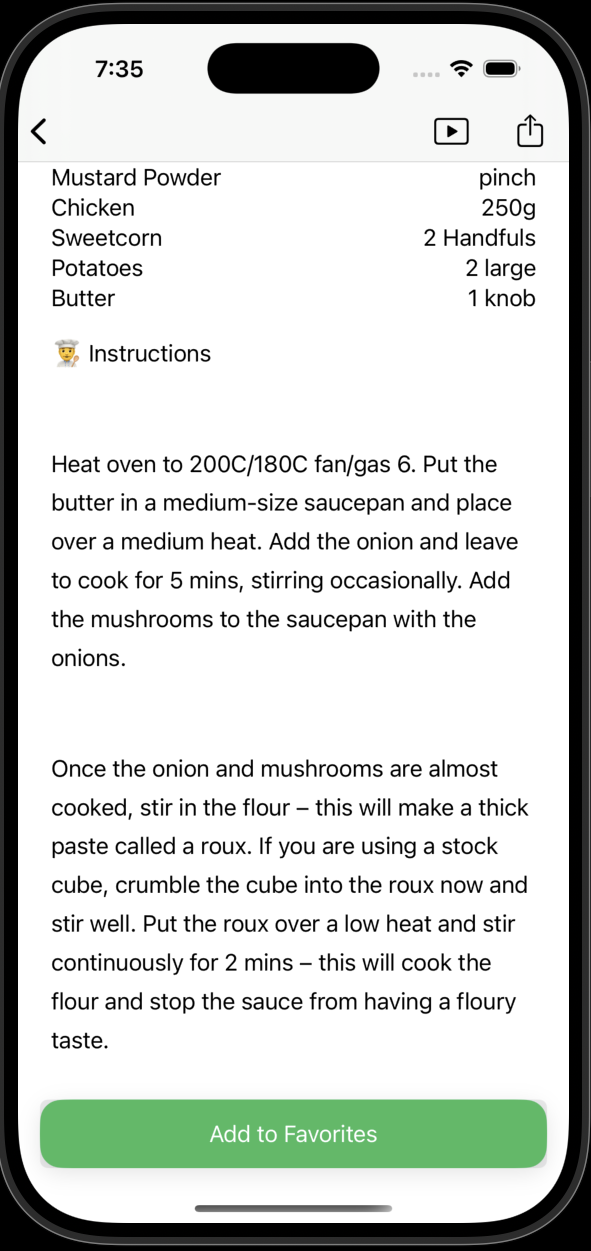 7:35
Mustard Powder pinch
Chicken 250g
Sweetcorn 2 Handfuls
Potatoes 2 large
Butter 1 knob
Instructions
Heat oven to 200C/180C fan/gas 6. Put the
butter in a medium-size saucepan and place
over a medium heat. Add the onion and leave
to cook for 5 mins, stirring occasionally. Add
the mushrooms to the saucepan with the
onions.
Once the onion and mushrooms are almost
cooked, stir in the flour – this will make a thick
paste called a roux. If you are using a stock
cube, crumble the cube into the roux now and
stir well. Put the roux over a low heat and stir
continuously for 2 mins – this will cook the
flour and stop the sauce from having a floury
taste.
Add to Favorites